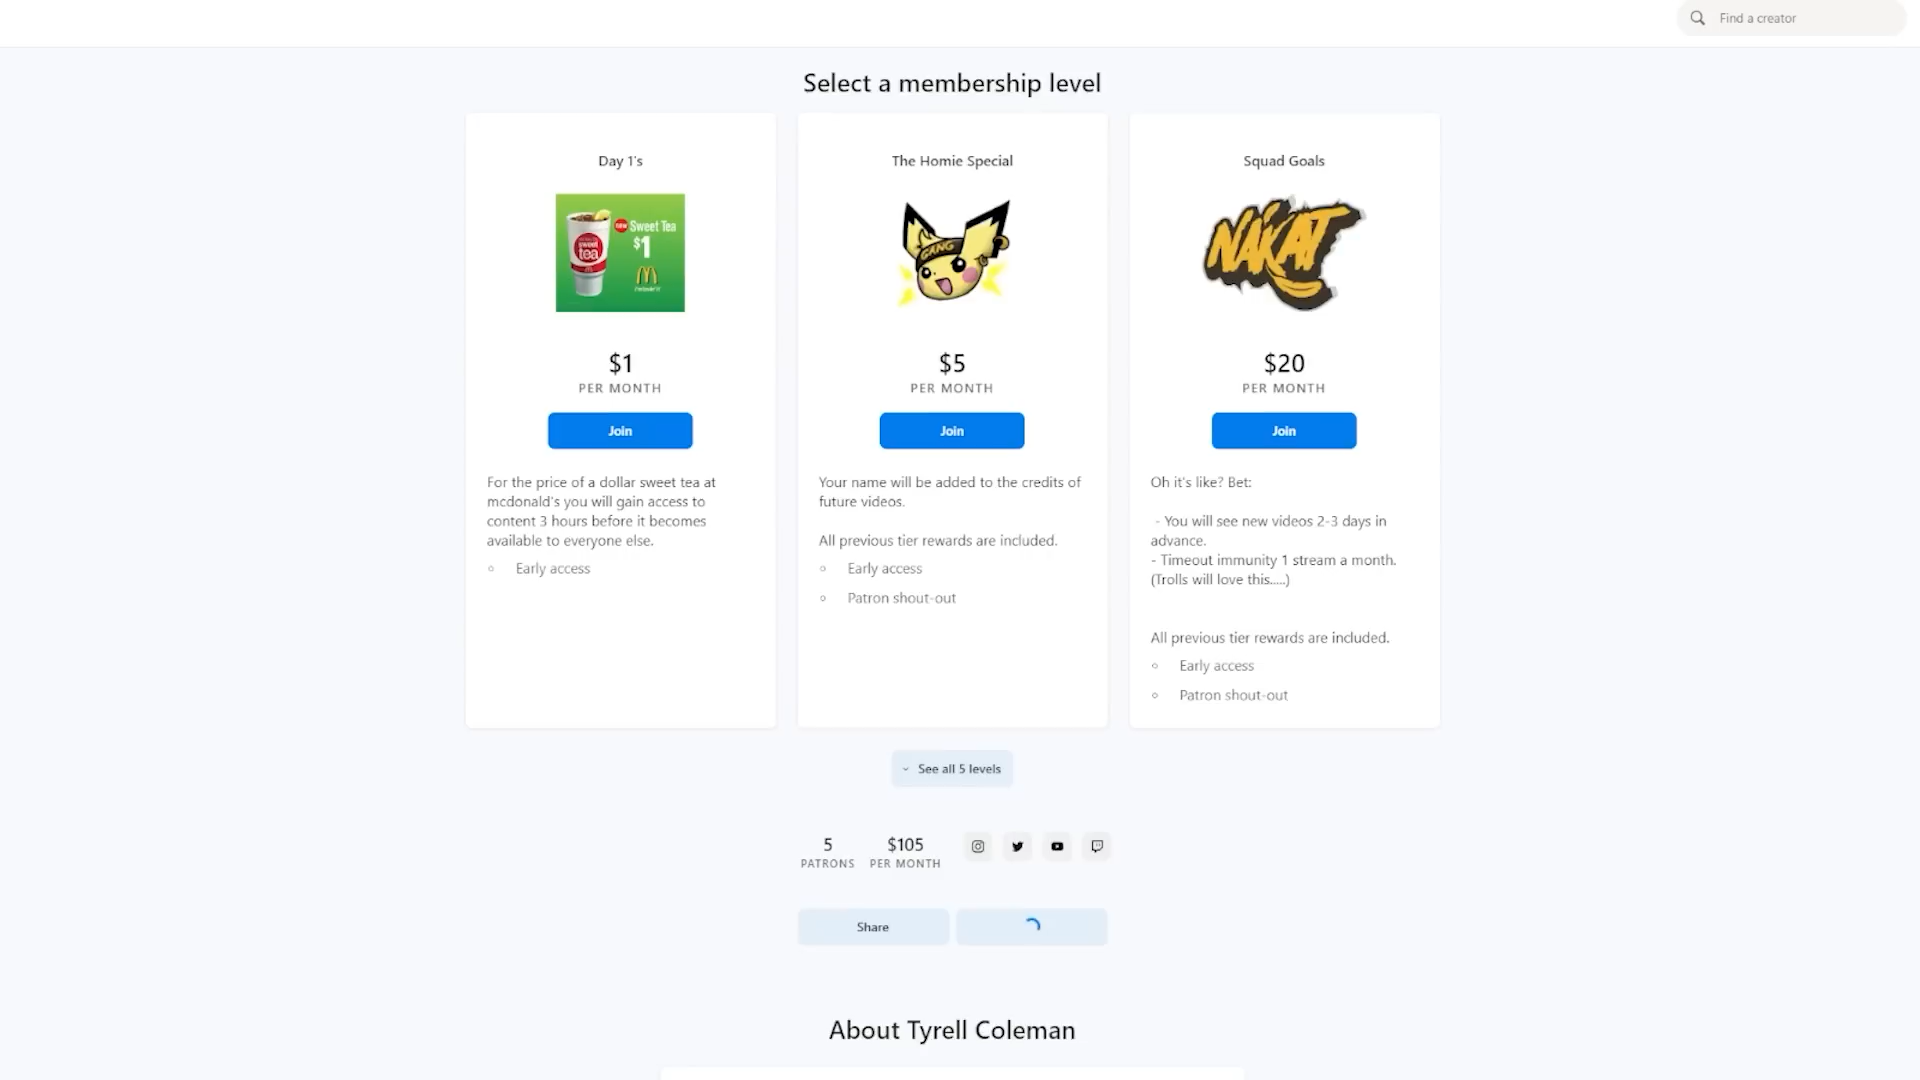 Find a creator
Select a membership level
Day 1's
new Sweet Tea
$1
sweet
tea
$1
PER MONTH
Join
For the price of a dollar sweet tea at
mcdonald's you will gain access to
content 3 hours before it becomes
available to everyone else.
Early access
The Homie Special
GANG
$5
PER MONTH
Join
Your name will be added to the credits of
future videos.
All previous tier rewards are included.
Early access
Patron shout-out
Squad Goals
NAKAT
$20
PER MONTH
Join
Oh it's like? Bet:
- You will see new videos 2-3 days in
advance.
- Timeout immunity 1 stream a month.
(Trolls will love this.....)
All previous tier rewards are included.
Early access
Patron shout-out
See all 5 levels
5
PATRONS
$105
PER MONTH
Share
About Tyrell Coleman